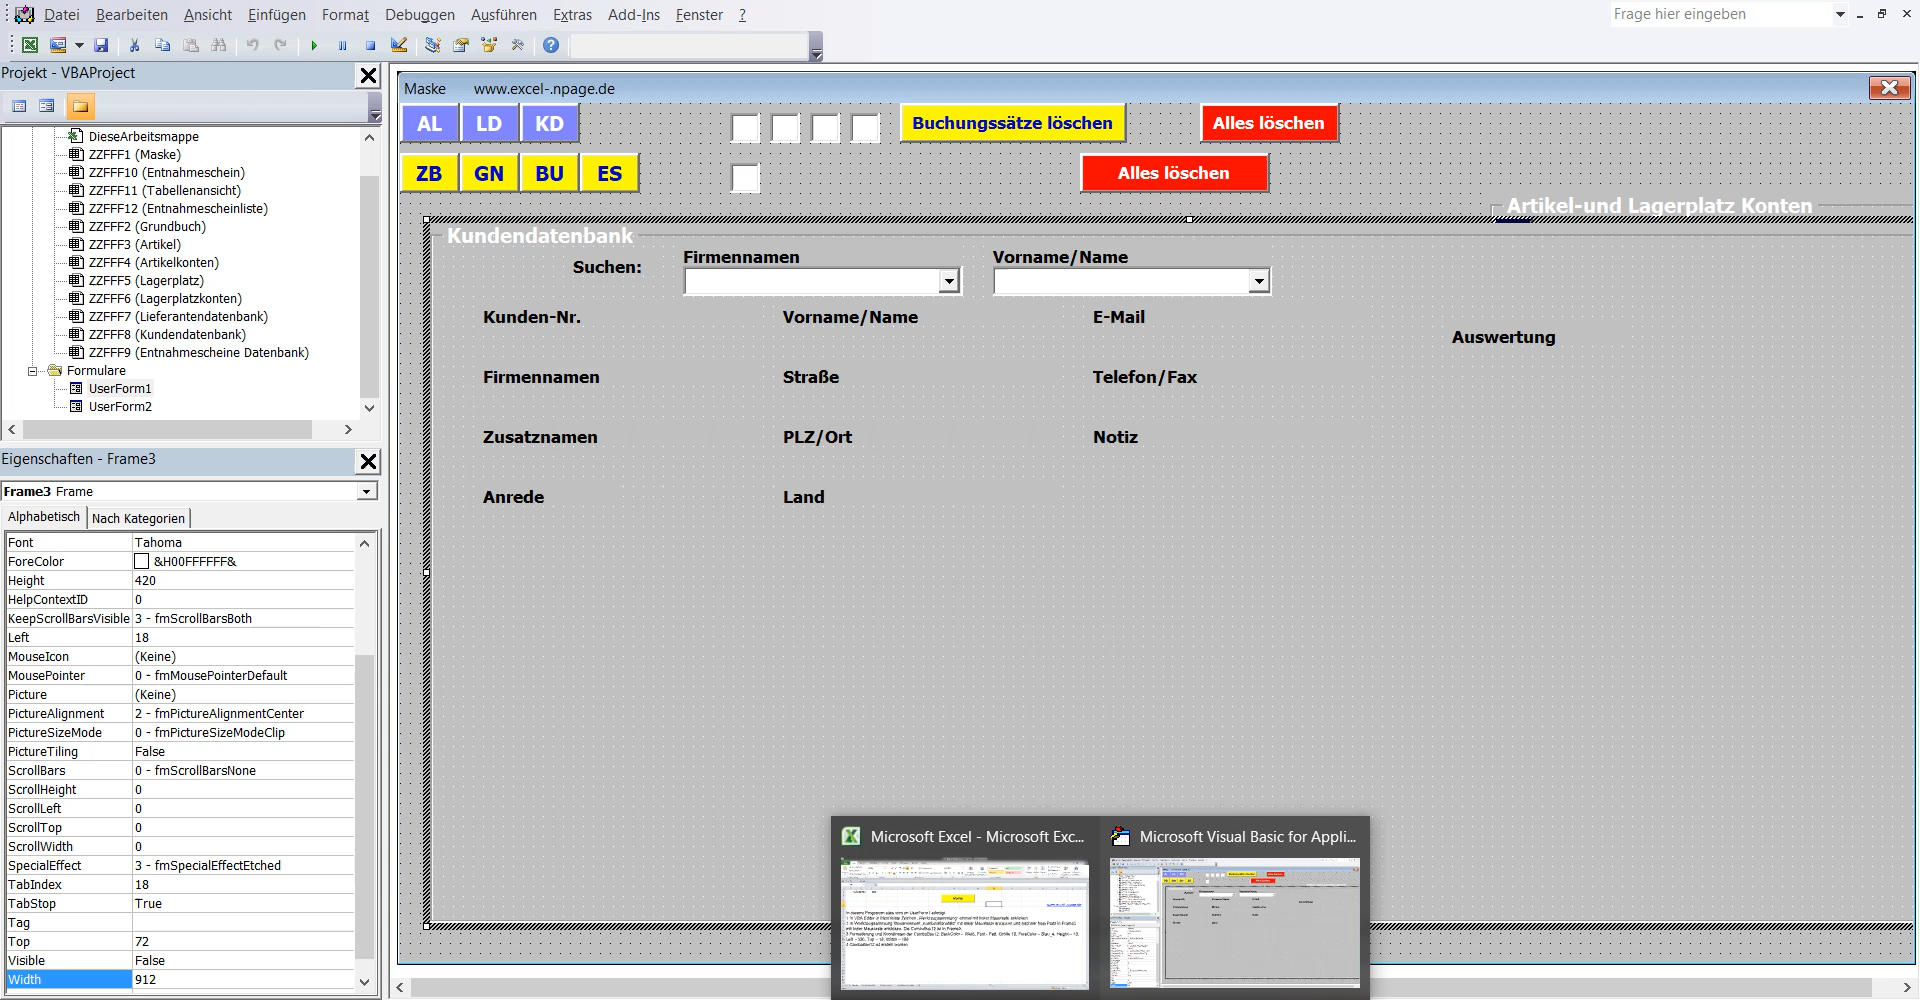 Datei Bearbeiten Ansicht Einfügen Format Debuggen Ausführen Extras Add-Ins Fenster ?
Frage hier eingeben
Projekt - VBAProject
DieseArbeitsmappe
ZZFFF1 (Maske)
ZZFFF10 (Entnahmeschein)
ZZFFF11 (Tabellenansicht)
ZZFFF12 (Entnahmescheinliste)
ZZFFF2 (Grundbuch)
ZZFFF3 (Artikel)
ZZFFF4 (Artikelkonten)
ZZFFF5 (Lagerplatz)
ZZFFF6 (Lagerplatzkonten)
ZZFFF7 (Lieferantendatenbank)
ZZFFF8 (Kundendatenbank)
ZZFFF9 (Entnahmescheine Datenbank)
Formulare
UserForm1
UserForm2
Eigenschaften - Frame3
Frame3 Frame
Alphabetisch Nach Kategorien
Font Tahoma
ForeColor &H00FFFFFF&
Height 420
HelpContextID 0
KeepScrollBarsVisible 3 - fmScrollBarsBoth
Left 18
MouseIcon (Keine)
MousePointer 0 - fmMousePointerDefault
Picture (Keine)
PictureAlignment 2 - fmPictureAlignmentCenter
PictureSizeMode 0 - fmPictureSizeModeClip
PictureTiling False
ScrollBars 0 - fmScrollBarsNone
ScrollHeight 0
ScrollLeft 0
ScrollTop 0
ScrollWidth 0
SpecialEffect 3 - fmSpecialEffectEtched
TabIndex 18
TabStop True
Tag
Top 72
Visible False
Width 912
Maske www.excel-.npage.de
AL LD KD Buchungssätze löschen Alles löschen
ZB GN BU ES Alles löschen
Artikel-und Lagerplatz Konten
Kundendatenbank
Suchen: Firmennamen Vorname/Name
Kunden-Nr. Vorname/Name E-Mail
Auswertung
Firmennamen Straße Telefon/Fax
Zusatznamen PLZ/Ort Notiz
Anrede Land
Microsoft Excel - Microsoft Exc...
Microsoft Visual Basic for Appli...